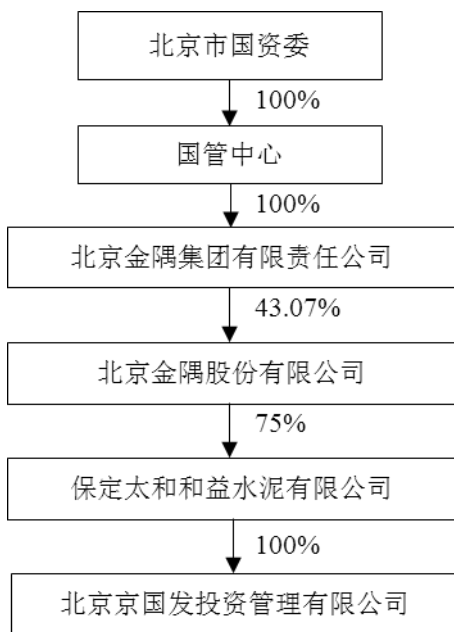 北京市国资委
100%
国管中心
100%
北京金隅集团有限责任公司
43.07%
北京金隅股份有限公司
75%
保定太和和益水泥有限公司
100%
北京京国发投资管理有限公司